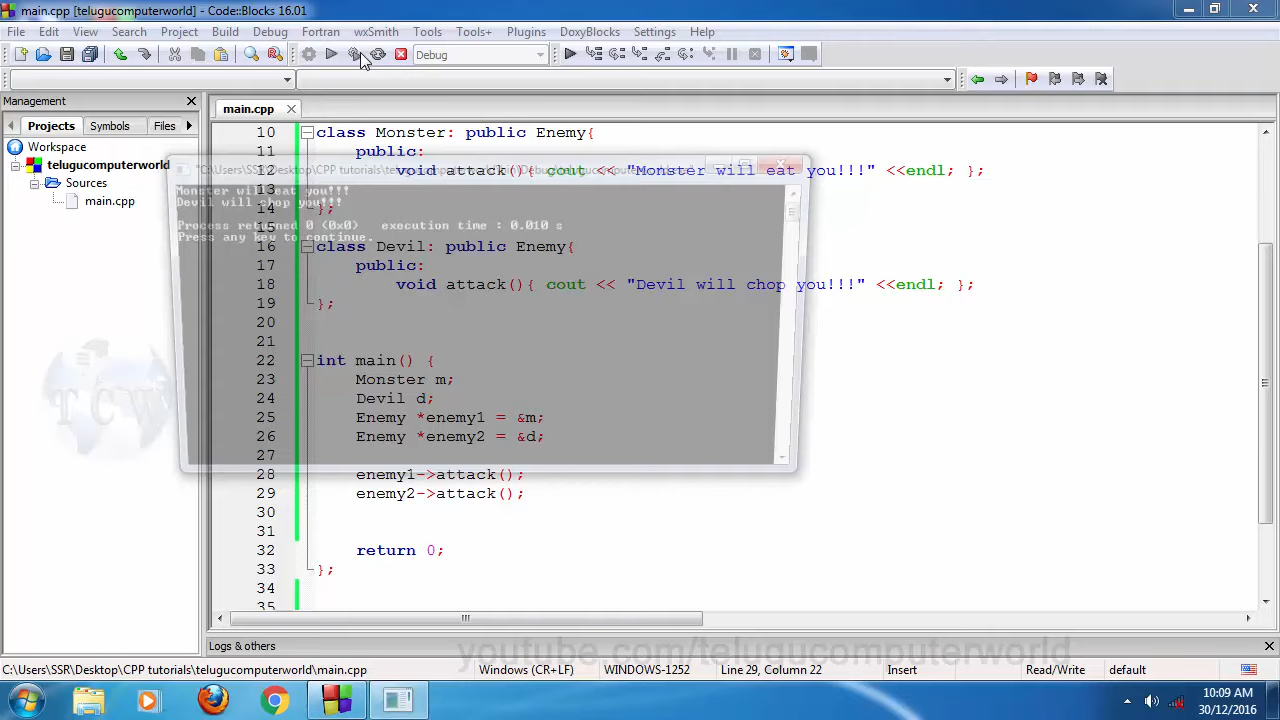 main.cpp [telugucomputerworld] - Code::Blocks 16.01
File Edit View Search Project Build Debug Fortran wxSmith Tools Tools+ Plugins DoxyBlocks Settings Help
Debug
Management
Projects Symbols Files
Workspace
telugucomputerworld
Sources
main.cpp
main.cpp
10 class Monster: public Enemy{
11 public:
12 void attack(){ cout << "Monster will eat you!!!" <<endl; };
13
14 };
15
16 class Devil: public Enemy{
17 public:
18 void attack(){ cout << "Devil will chop you!!!" <<endl; };
19 };
20
21
22 int main() {
23 Monster m;
24 Devil d;
25 Enemy *enemy1 = &m;
26 Enemy *enemy2 = &d;
27
28 enemy1->attack();
29 enemy2->attack();
30
31
32 return 0;
33 };
34
35
Monster will eat you!!!
Devil will chop you!!!
Process returned 0 (0x0) execution time : 0.010 s
Press any key to continue.
TCW
Logs & others
youtube.com/telugucomputerworld
C:\Users\SSR\Desktop\CPP tutorials\telugucomputerworld\main.cpp Windows (CR+LF) WINDOWS-1252 Line 29, Column 22 Insert Read/Write default
10:09 AM
30/12/2016